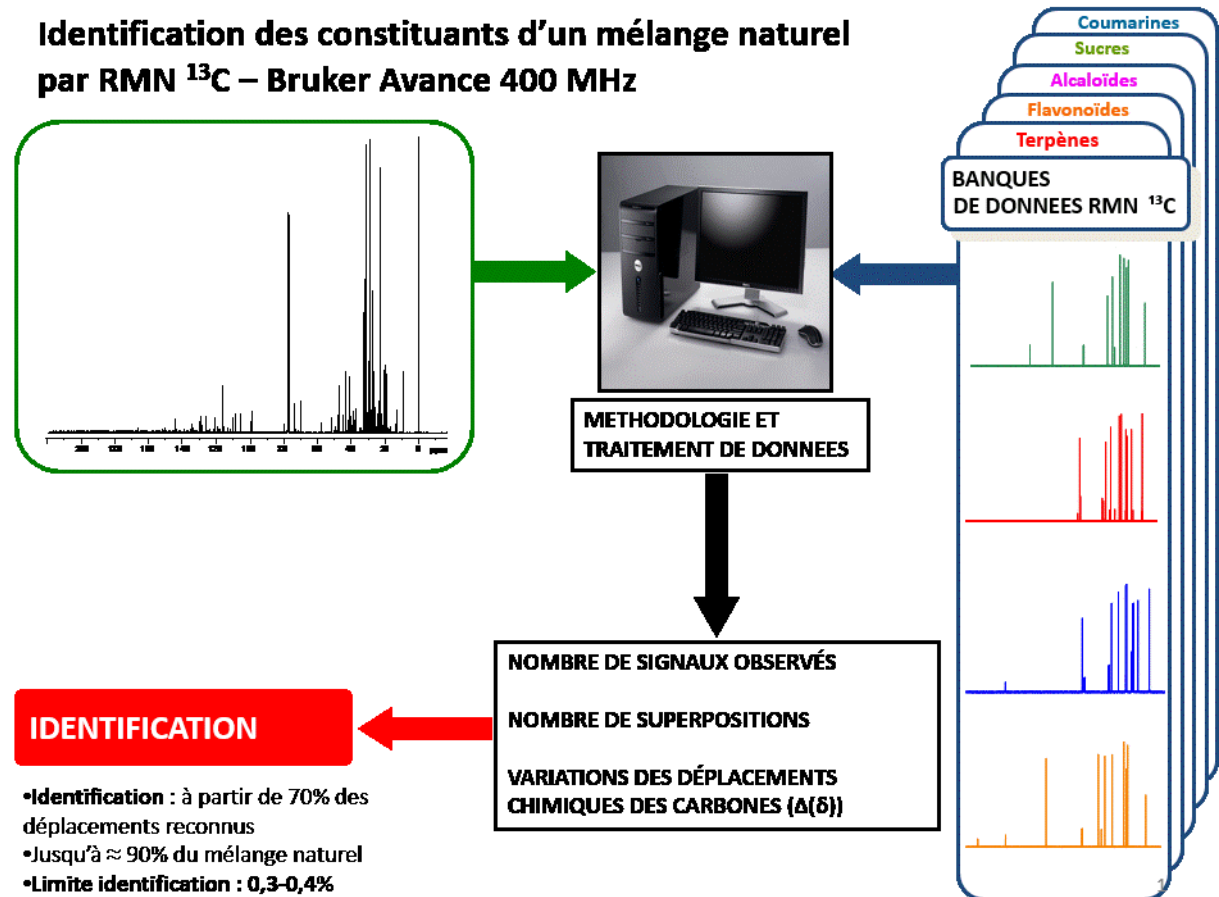 Identification des constituants d'un mélange naturel
par RMN ¹³C – Bruker Avance 400 MHz
Coumarines
Sucres
Alcaloïdes
Flavonoïdes
Terpènes
BANQUES
DE DONNEES RMN ¹³C
METHODOLOGIE ET
TRAITEMENT DE DONNEES
NOMBRE DE SIGNAUX OBSERVÉS
NOMBRE DE SUPERPOSITIONS
VARIATIONS DES DÉPLACEMENTS
CHIMIQUES DES CARBONES (Δ(δ))
IDENTIFICATION
•Identification : à partir de 70% des
déplacements reconnus
•Jusqu'à ≈ 90% du mélange naturel
•Limite identification : 0,3-0,4%
1